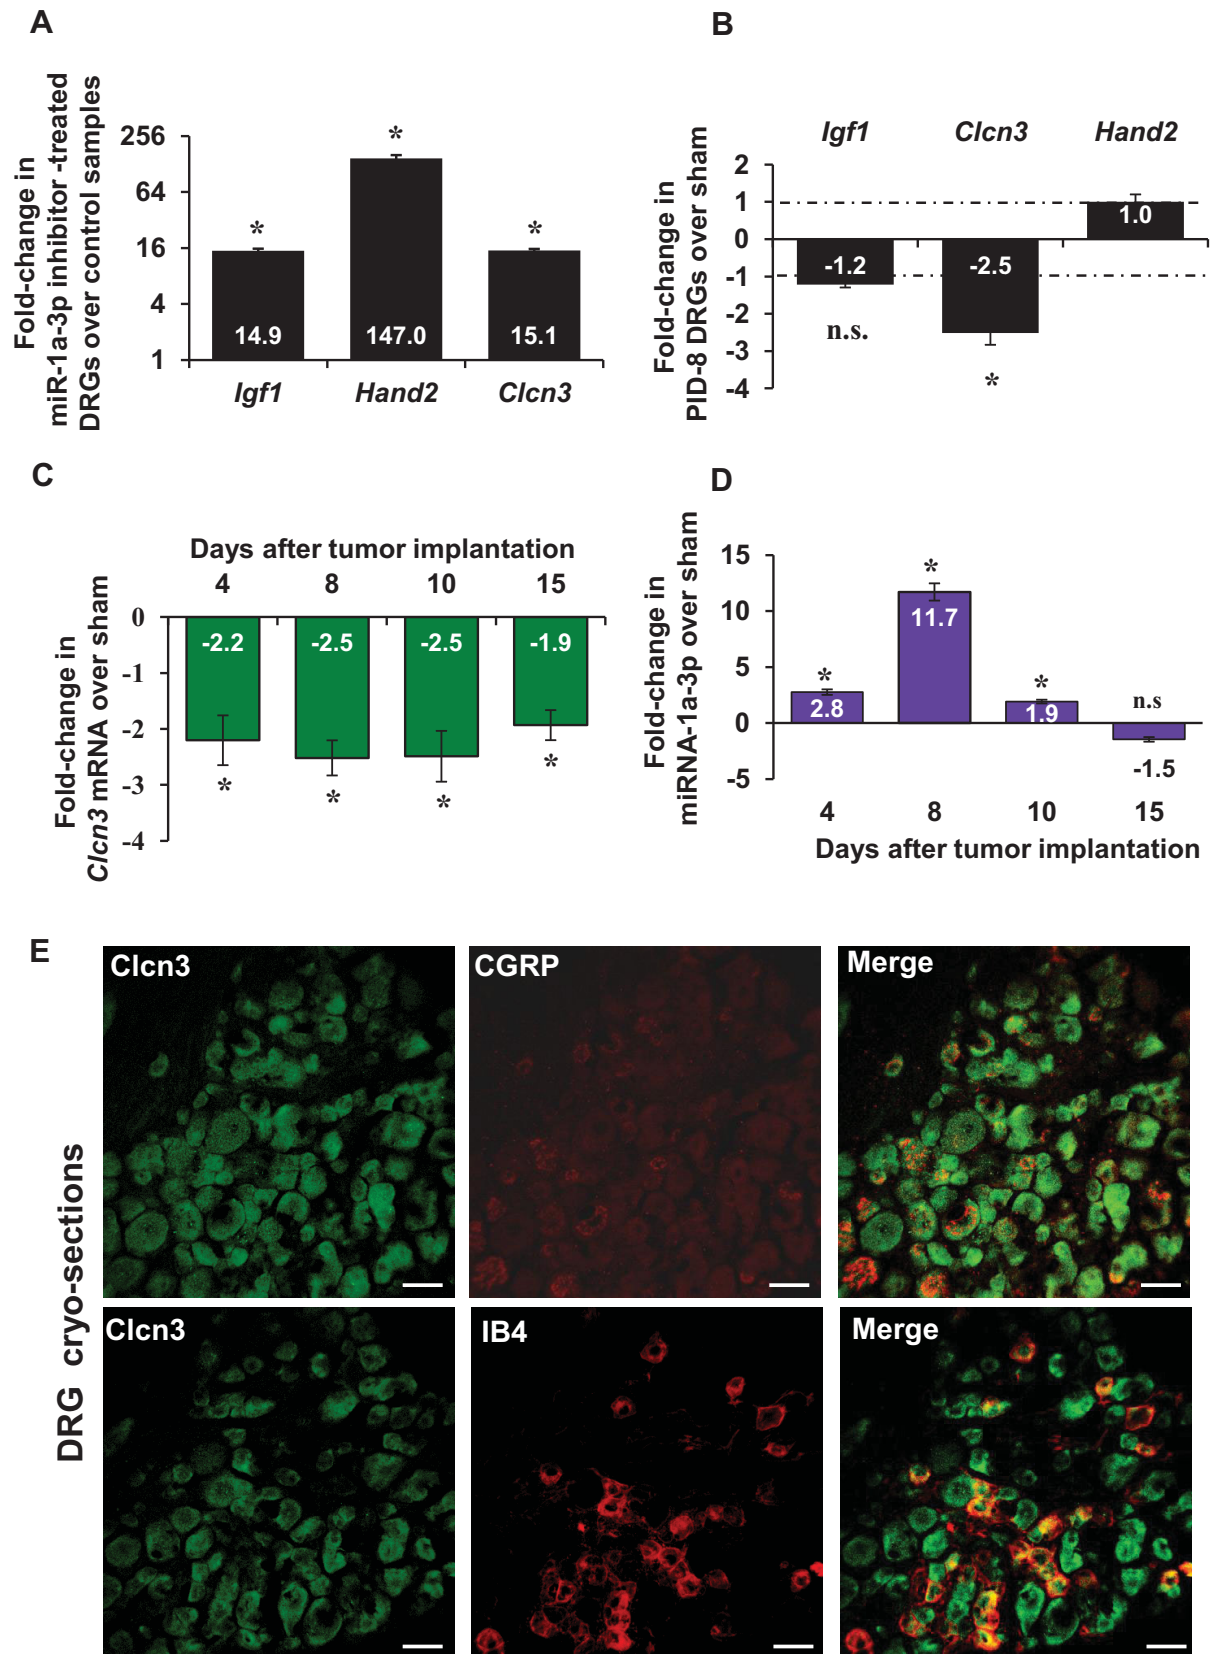 A
Fold-change in
miR-1a-3p inhibitor -treated
DRGs over control samples
256
64
16
4
1
*
*
*
14.9
147.0
15.1
Igf1
Hand2
Clcn3
B
Fold-change in
PID-8 DRGs over sham
Igf1
Clcn3
Hand2
2
1
0
-1
-2
-3
-4
-1.2
-2.5
1.0
n.s.
*
C
Days after tumor implantation
4
8
10
15
Fold-change in
Clcn3 mRNA over sham
0
-1
-2
-3
-4
-2.2
-2.5
-2.5
-1.9
*
*
*
*
D
Fold-change in
miRNA-1a-3p over sham
15
10
5
0
-5
*
*
*
n.s
2.8
11.7
1.9
-1.5
4
8
10
15
Days after tumor implantation
E
DRG cryo-sections
Clcn3
CGRP
Merge
Clcn3
IB4
Merge